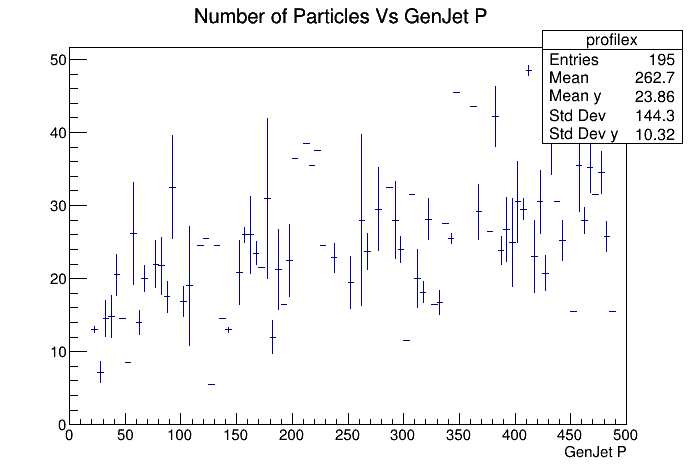 Number of Particles Vs GenJet P
profilex
Entries 195
Mean 262.7
Mean y 23.86
Std Dev 144.3
Std Dev y 10.32
50
40
30
20
10
0
0 50 100 150 200 250 300 350 400 450 500
GenJet P